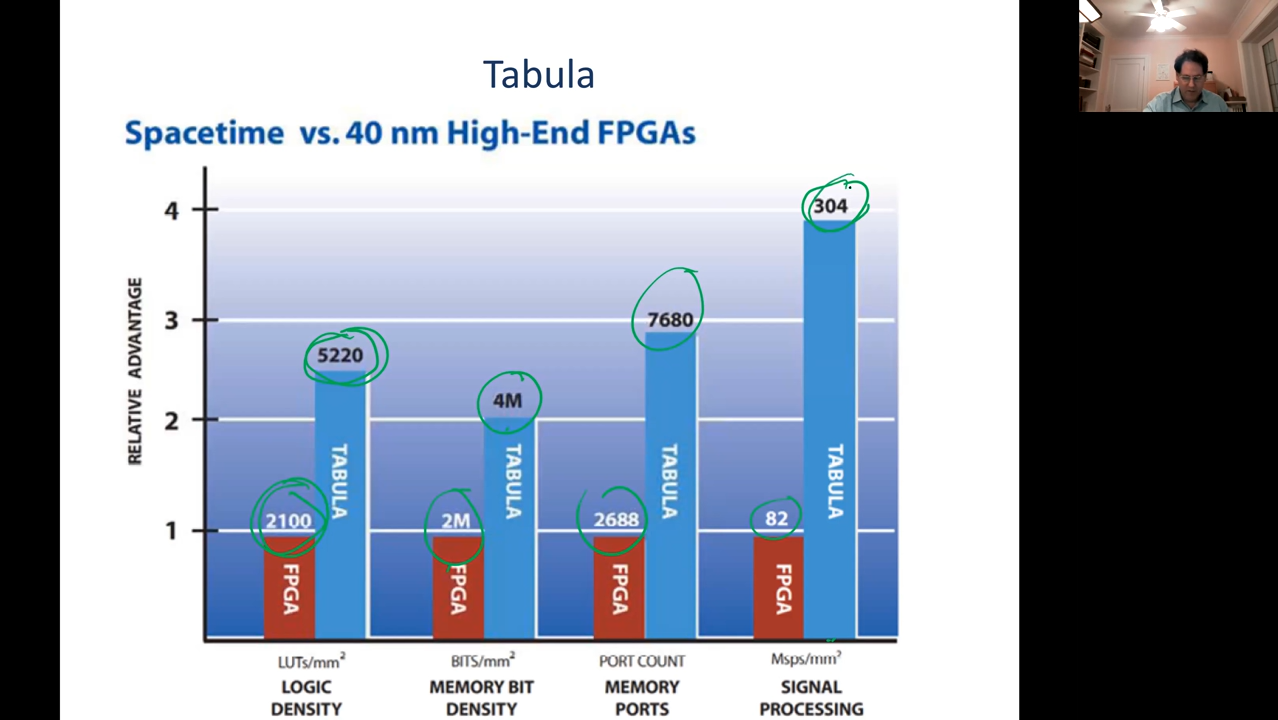 Tabula
Spacetime vs. 40 nm High-End FPGAs
RELATIVE ADVANTAGE
4
3
2
1
2100
5220
2M
4M
2688
7680
82
304
FPGA
TABULA
FPGA
TABULA
FPGA
TABULA
FPGA
TABULA
LUTs/mm²
BITS/mm²
PORT COUNT
Msps/mm²
LOGIC
DENSITY
MEMORY BIT
DENSITY
MEMORY
PORTS
SIGNAL
PROCESSING